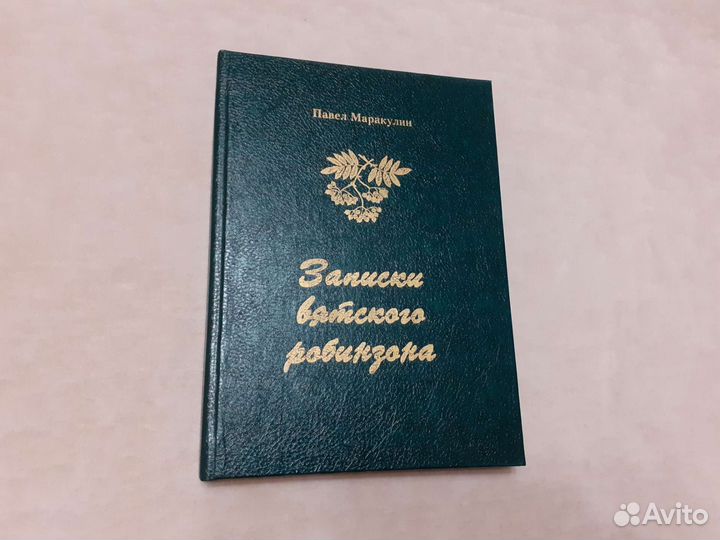 Павел Маракулин
Записки
вятского
робинзона
Avito